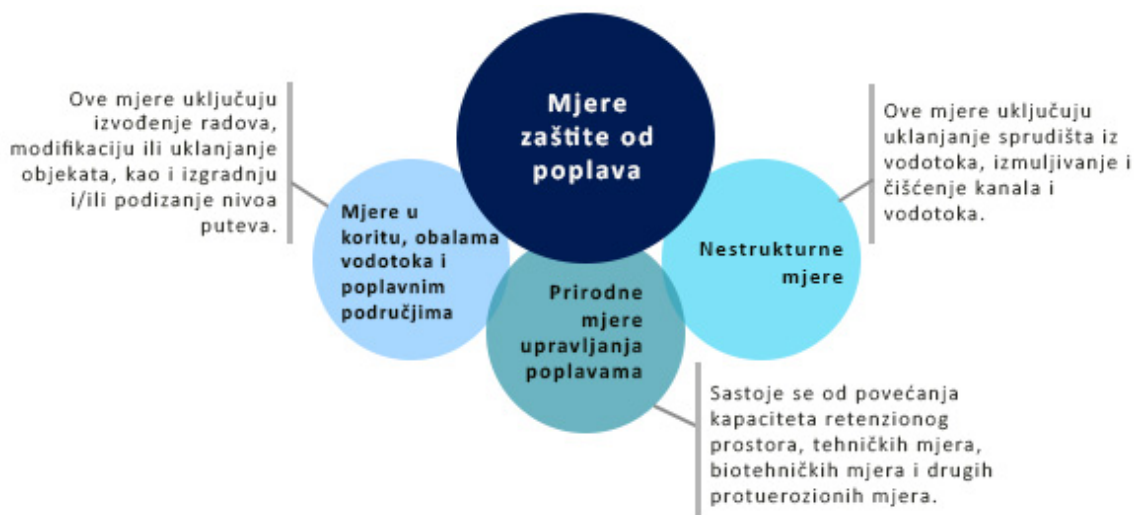 Mjere
zaštite od
poplava
Ove mjere uključuju
izvođenje radova,
modifikaciju ili uklanjanje
objekata, kao i izgradnju
i/ili podizanje nivoa
puteva.
Mjere u
koritu, obalama
vodotoka i
poplavnim
područjima
Prirodne
mjere
upravljanja
poplavama
Sastoje se od povećanja
kapaciteta retenzionog
prostora, tehničkih mjera,
biotehničkih mjera i drugih
protuerozionih mjera.
Nestrukturne
mjere
Ove mjere uključuju
uklanjanje sprudišta iz
vodotoka, izmuljivanje i
čišćenje kanala i
vodotoka.